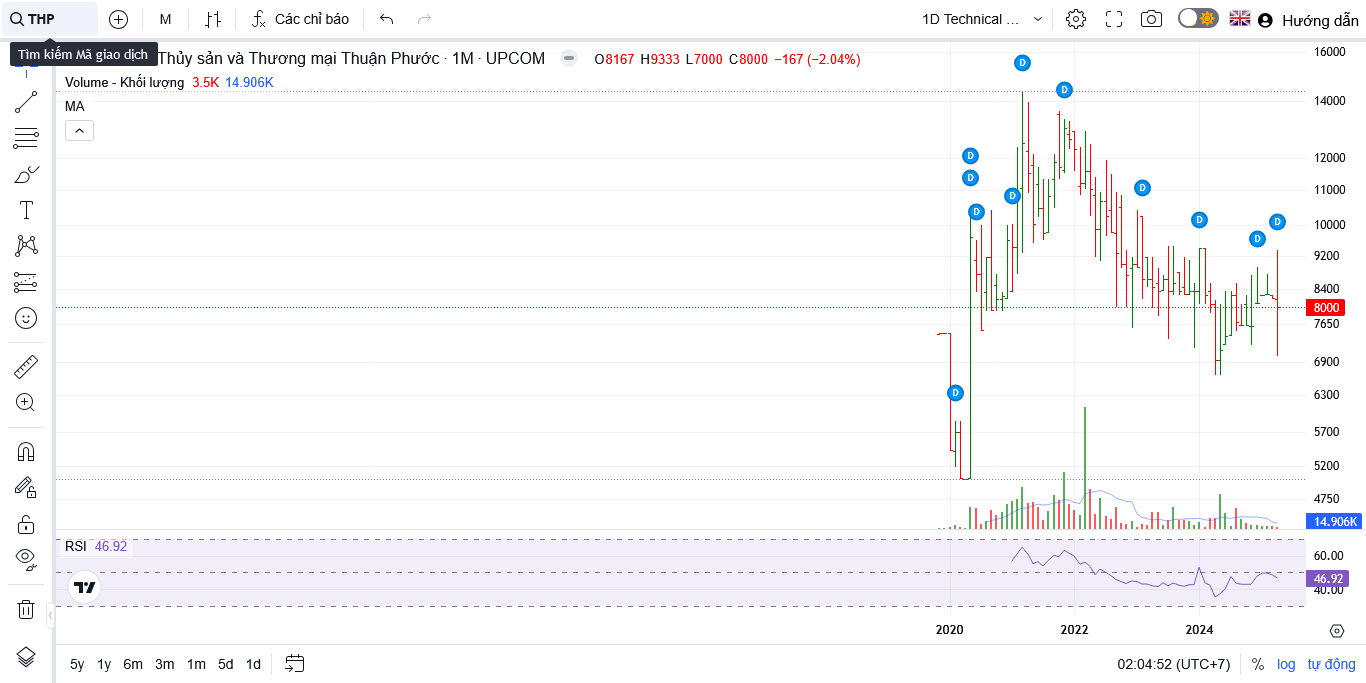 THP
M
Các chỉ báo
1D Technical ...
Hướng dẫn
Tìm kiếm Mã giao dịch
Thủy sản và Thương mại Thuận Phước · 1M · UPCOM
O8167 H9333 L7000 C8000 −167 (−2.04%)
Volume - Khối lượng 3.5K 14.906K
MA
D
D
D
D
D
D
D
D
D
D
D
16000
14000
12000
11000
10000
9200
8400
8000
7650
6900
6300
5700
5200
4750
14.906K
RSI 46.92
60.00
46.92
40.00
2020
2022
2024
5y 1y 6m 3m 1m 5d 1d
02:04:52 (UTC+7)
%
log
tự động